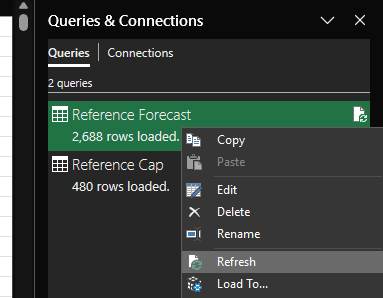 Queries & Connections
Queries | Connections
2 queries
Reference Forecast
2,688 rows loaded.
Reference Cap
480 rows loaded.
Copy
Paste
Edit
Delete
Rename
Refresh
Load To...